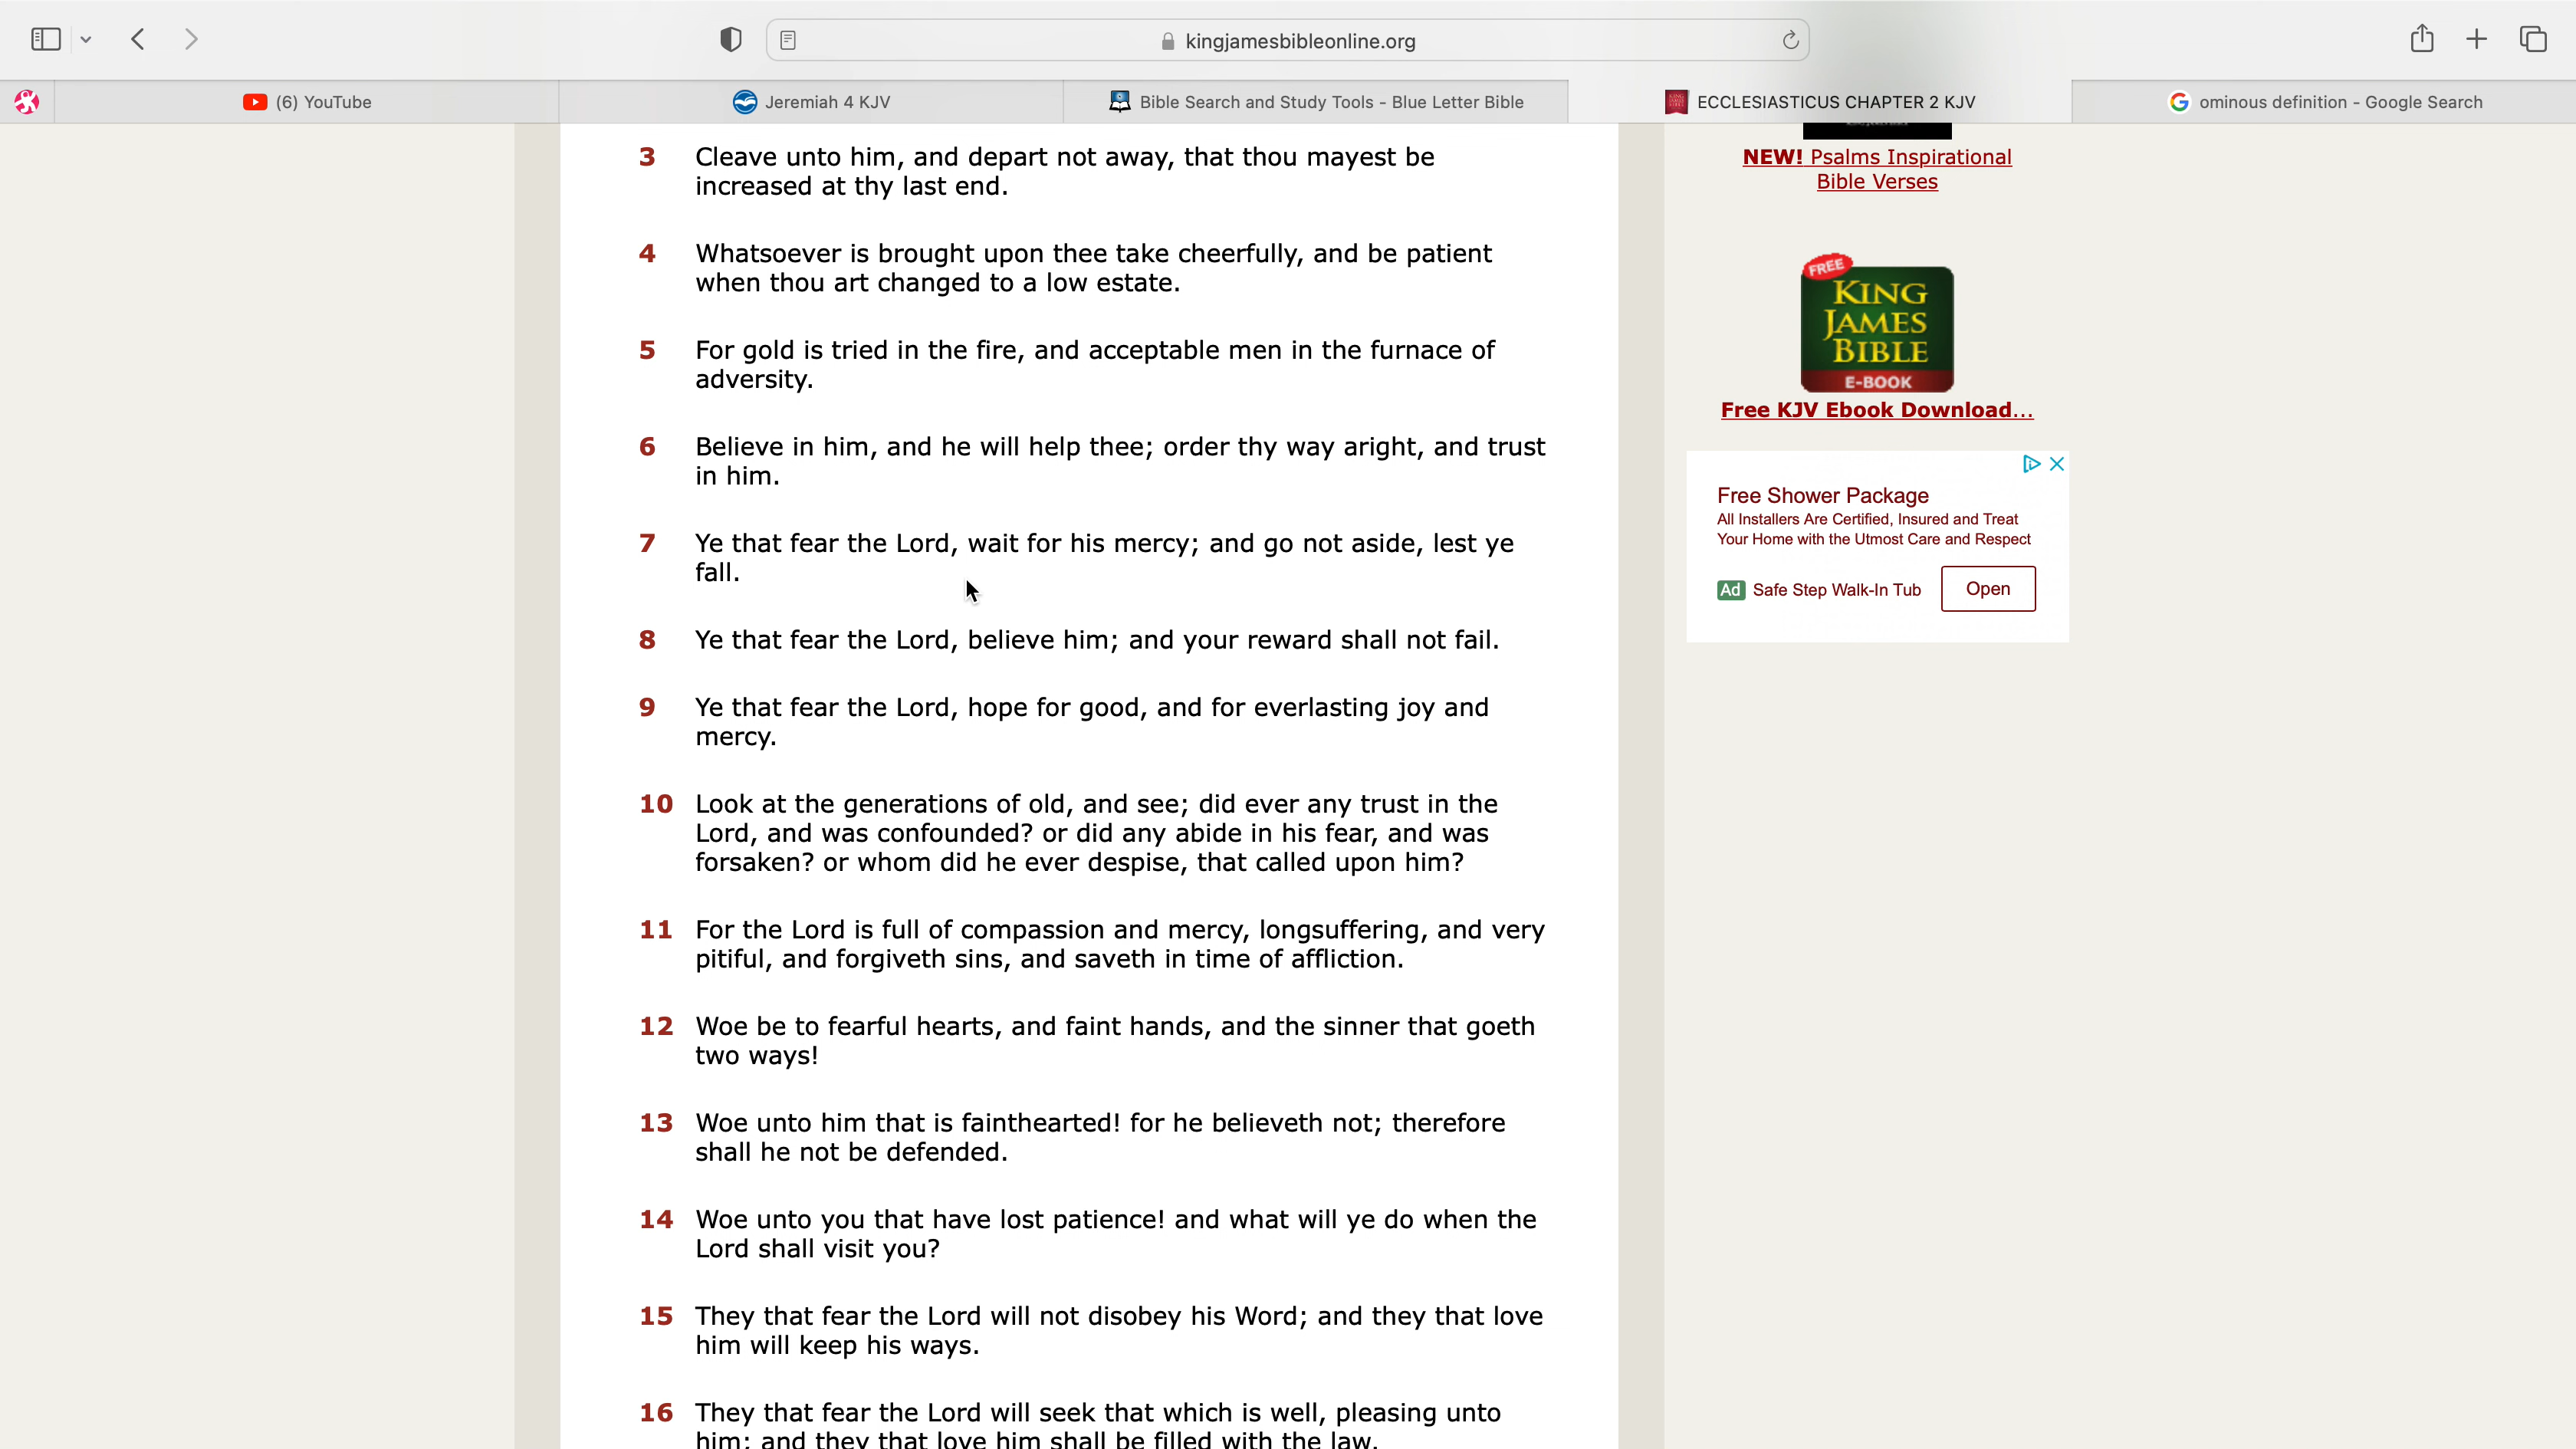 kingjamesbibleonline.org
(6) YouTube
Jeremiah 4 KJV
Bible Search and Study Tools - Blue Letter Bible
ECCLESIASTICUS CHAPTER 2 KJV
ominous definition - Google Search
3 Cleave unto him, and depart not away, that thou mayest be
increased at thy last end.
4 Whatsoever is brought upon thee take cheerfully, and be patient
when thou art changed to a low estate.
5 For gold is tried in the fire, and acceptable men in the furnace of
adversity.
6 Believe in him, and he will help thee; order thy way aright, and trust
in him.
7 Ye that fear the Lord, wait for his mercy; and go not aside, lest ye
fall.
8 Ye that fear the Lord, believe him; and your reward shall not fail.
9 Ye that fear the Lord, hope for good, and for everlasting joy and
mercy.
10 Look at the generations of old, and see; did ever any trust in the
Lord, and was confounded? or did any abide in his fear, and was
forsaken? or whom did he ever despise, that called upon him?
11 For the Lord is full of compassion and mercy, longsuffering, and very
pitiful, and forgiveth sins, and saveth in time of affliction.
12 Woe be to fearful hearts, and faint hands, and the sinner that goeth
two ways!
13 Woe unto him that is fainthearted! for he believeth not; therefore
shall he not be defended.
14 Woe unto you that have lost patience! and what will ye do when the
Lord shall visit you?
15 They that fear the Lord will not disobey his Word; and they that love
him will keep his ways.
16 They that fear the Lord will seek that which is well, pleasing unto
him; and they that love him shall be filled with the law.
NEW! Psalms Inspirational
Bible Verses
FREE
KING
JAMES
BIBLE
E-BOOK
Free KJV Ebook Download...
Free Shower Package
All Installers Are Certified, Insured and Treat
Your Home with the Utmost Care and Respect
Ad Safe Step Walk-In Tub
Open